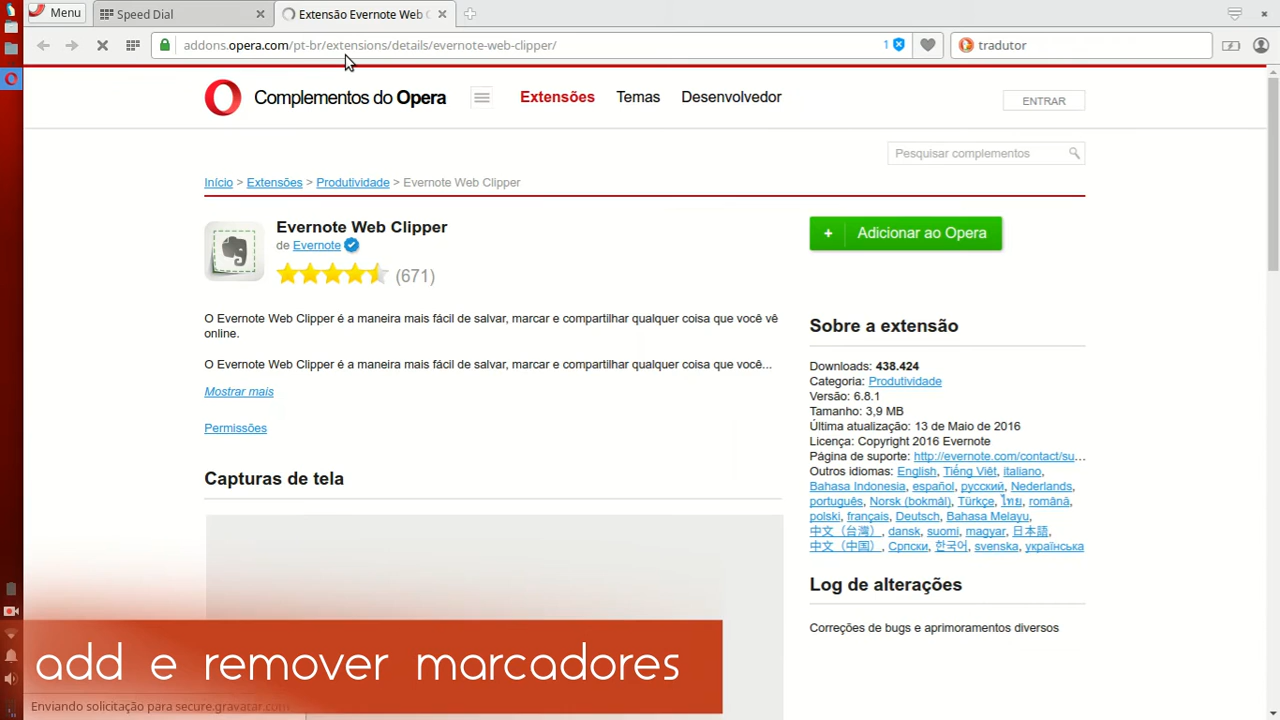 Menu
Speed Dial
Extensão Evernote Web C
addons.opera.com/pt-br/extensions/details/evernote-web-clipper/
1
tradutor
Complementos do Opera
Extensões
Temas
Desenvolvedor
ENTRAR
Pesquisar complementos
Início > Extensões > Produtividade > Evernote Web Clipper
Evernote Web Clipper
de Evernote
(671)
+ Adicionar ao Opera
O Evernote Web Clipper é a maneira mais fácil de salvar, marcar e compartilhar qualquer coisa que você vê
online.
O Evernote Web Clipper é a maneira mais fácil de salvar, marcar e compartilhar qualquer coisa que você...
Mostrar mais
Permissões
Capturas de tela
Sobre a extensão
Downloads: 438.424
Categoria: Produtividade
Versão: 6.8.1
Tamanho: 3,9 MB
Última atualização: 13 de Maio de 2016
Licença: Copyright 2016 Evernote
Página de suporte: http://evernote.com/contact/su...
Outros idiomas: English, Tiếng Việt, italiano,
Bahasa Indonesia, español, русский, Nederlands,
português, Norsk (bokmål), Türkçe, ไทย, română,
polski, français, Deutsch, Bahasa Melayu,
中文（台灣）, dansk, suomi, magyar, 日本語,
中文（中国）, Српски, 한국어, svenska, українська
Log de alterações
Correções de bugs e aprimoramentos diversos
add e remover marcadores
Enviando solicitação para secure.gravatar.com...